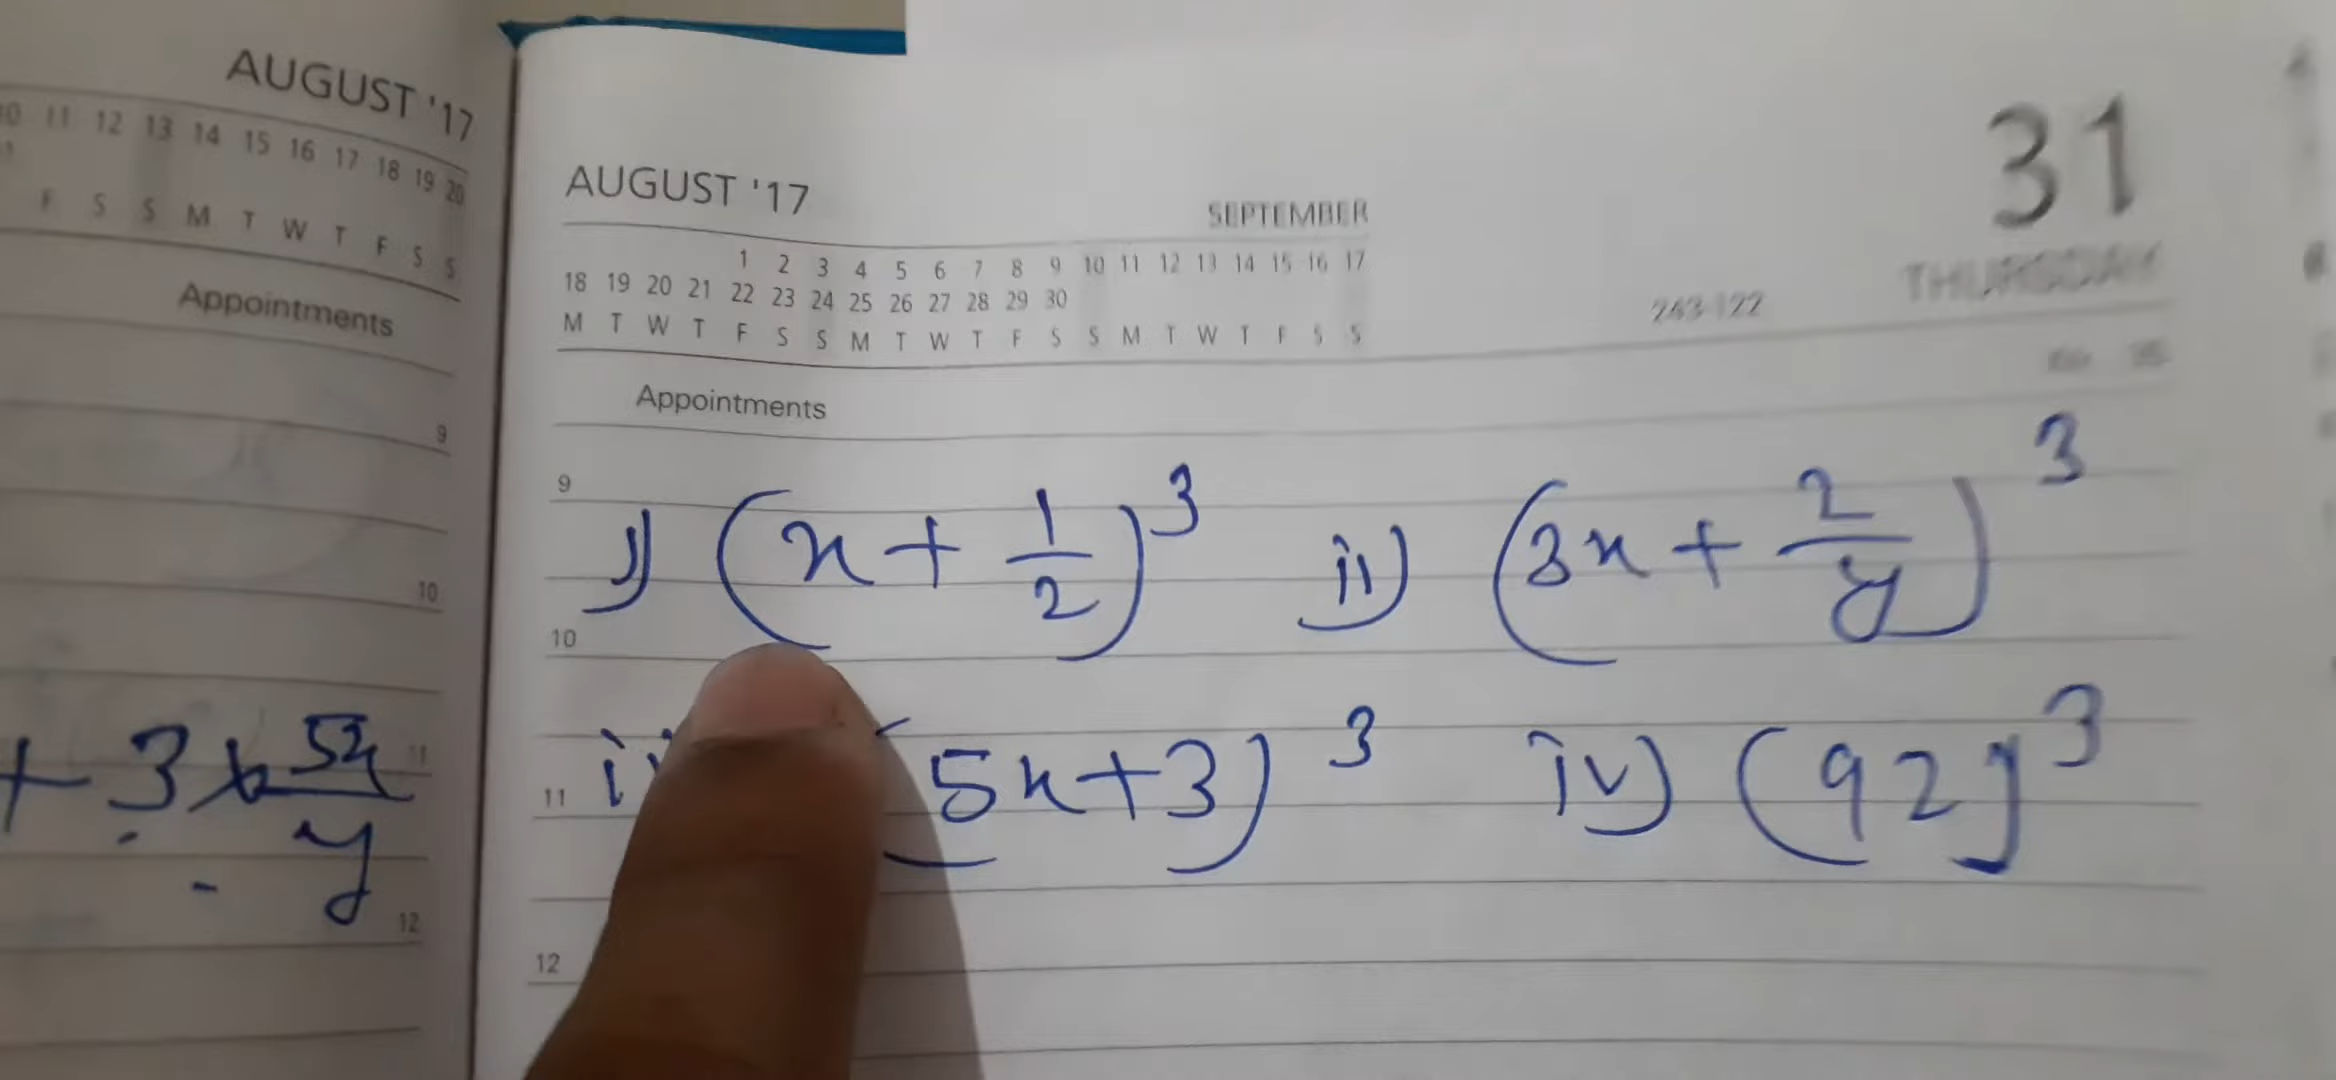 AUGUST '17
10 11 12 13 14 15 16 17 18 19 20
F S S M T W T F S S
Appointments
9
10
+ 3 × 5x/y
11
12
AUGUST '17
SEPTEMBER
1 2 3 4 5 6 7 8 9 10 11 12 13 14 15 16 17
18 19 20 21 22 23 24 25 26 27 28 29 30
M T W T F S S M T W T F S S M T W T F S S
31
THURSDAY
243-122
Appointments
9
i) (x + 1/2)^3 ii) (3x + 2/y)^3
10
5x+3)^3 iv) (92)^3
11
12